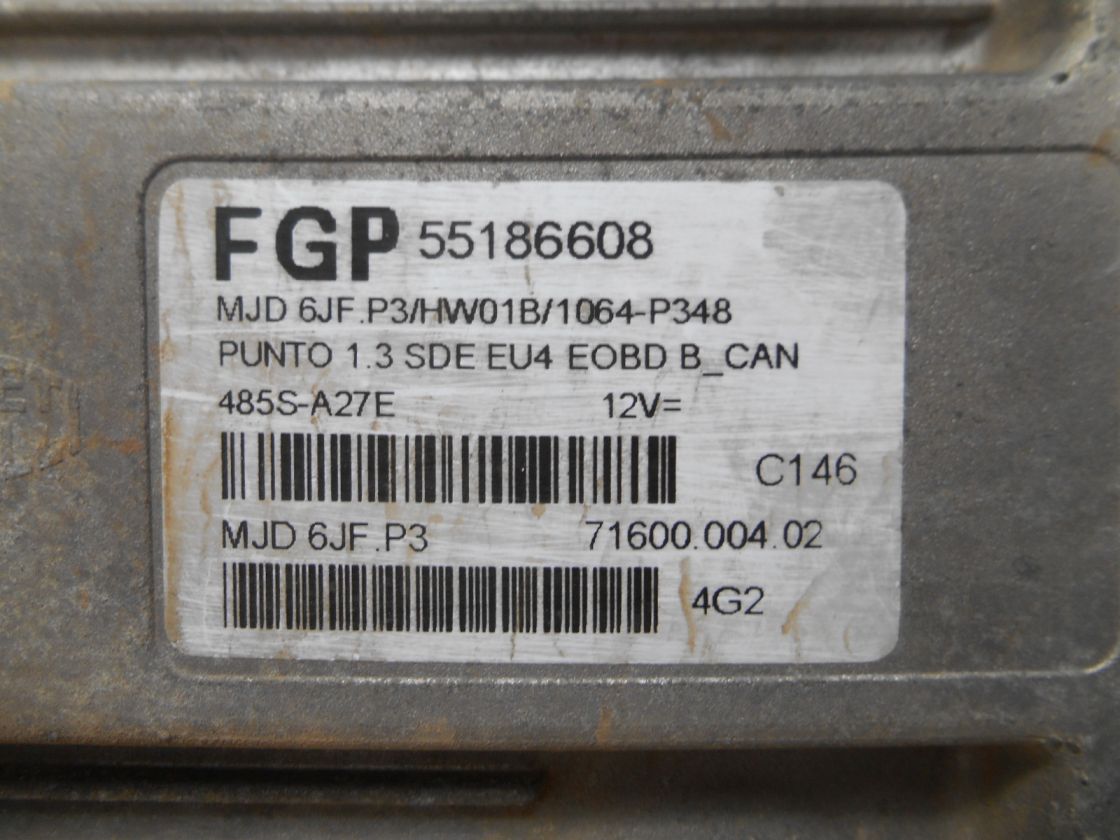 FGP 55186608
MJD 6JF.P3/HW01B/1064-P348
PUNTO 1.3 SDE EU4 EOBD B_CAN
485S-A27E 12V=
C146
MJD 6JF.P3 71600.004.02
4G2